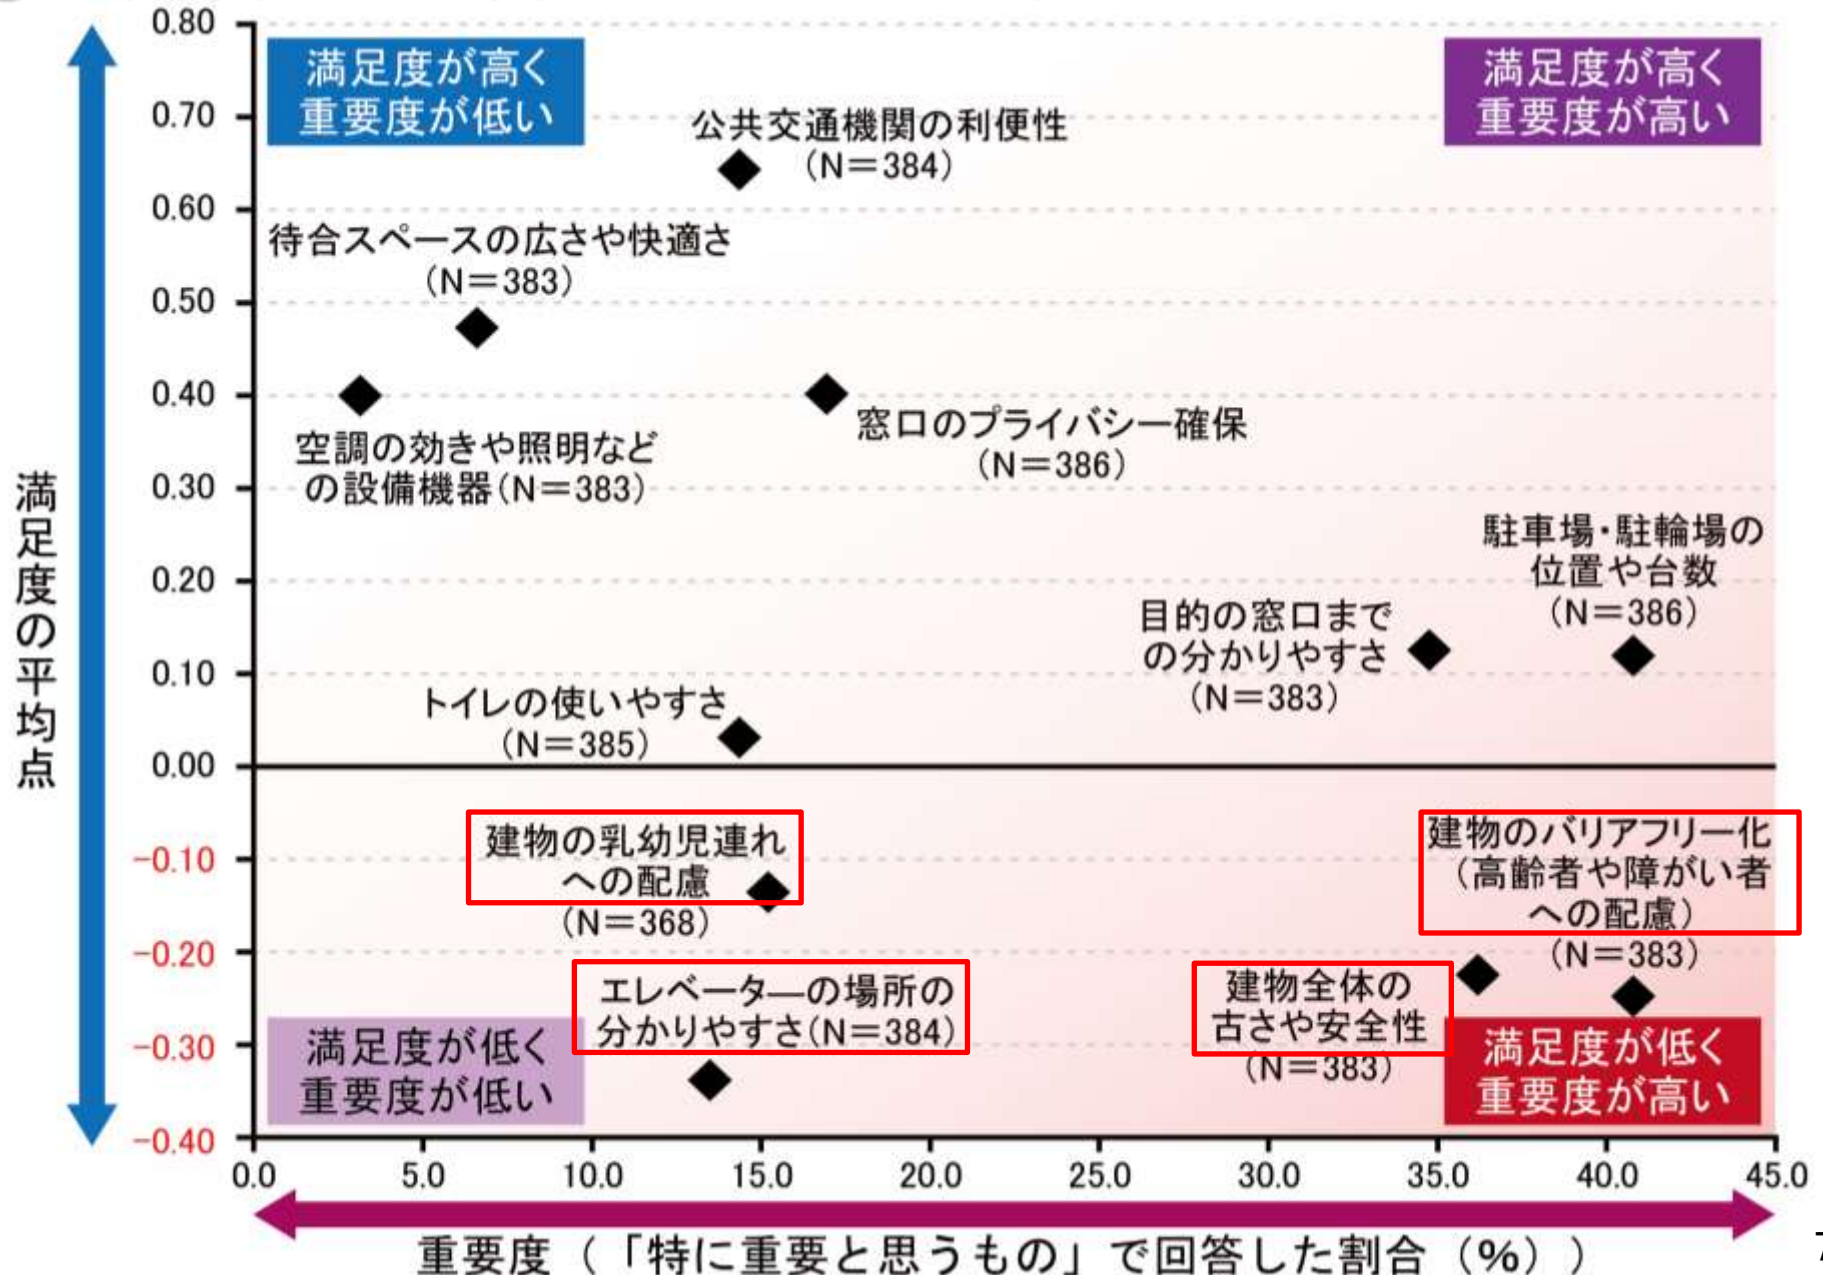 0.80
0.70
0.60
0.50
0.40
0.30
0.20
0.10
0.00
−0.10
−0.20
−0.30
−0.40
満足度の平均点
満足度が高く
重要度が低い
満足度が高く
重要度が高い
公共交通機関の利便性
（N＝384）
待合スペースの広さや快適さ
（N＝383）
空調の効きや照明など
の設備機器（N＝383）
窓口のプライバシー確保
（N＝386）
駐車場・駐輪場の
位置や台数
（N＝386）
目的の窓口まで
の分かりやすさ
（N＝383）
トイレの使いやすさ
（N＝385）
建物の乳幼児連れ
への配慮
（N＝368）
建物のバリアフリー化
（高齢者や障がい者
への配慮）
（N＝383）
エレベーターの場所の
分かりやすさ（N＝384）
建物全体の
古さや安全性
（N＝383）
満足度が低く
重要度が低い
満足度が低く
重要度が高い
0.0 5.0 10.0 15.0 20.0 25.0 30.0 35.0 40.0 45.0
重要度（「特に重要と思うもの」で回答した割合（%））